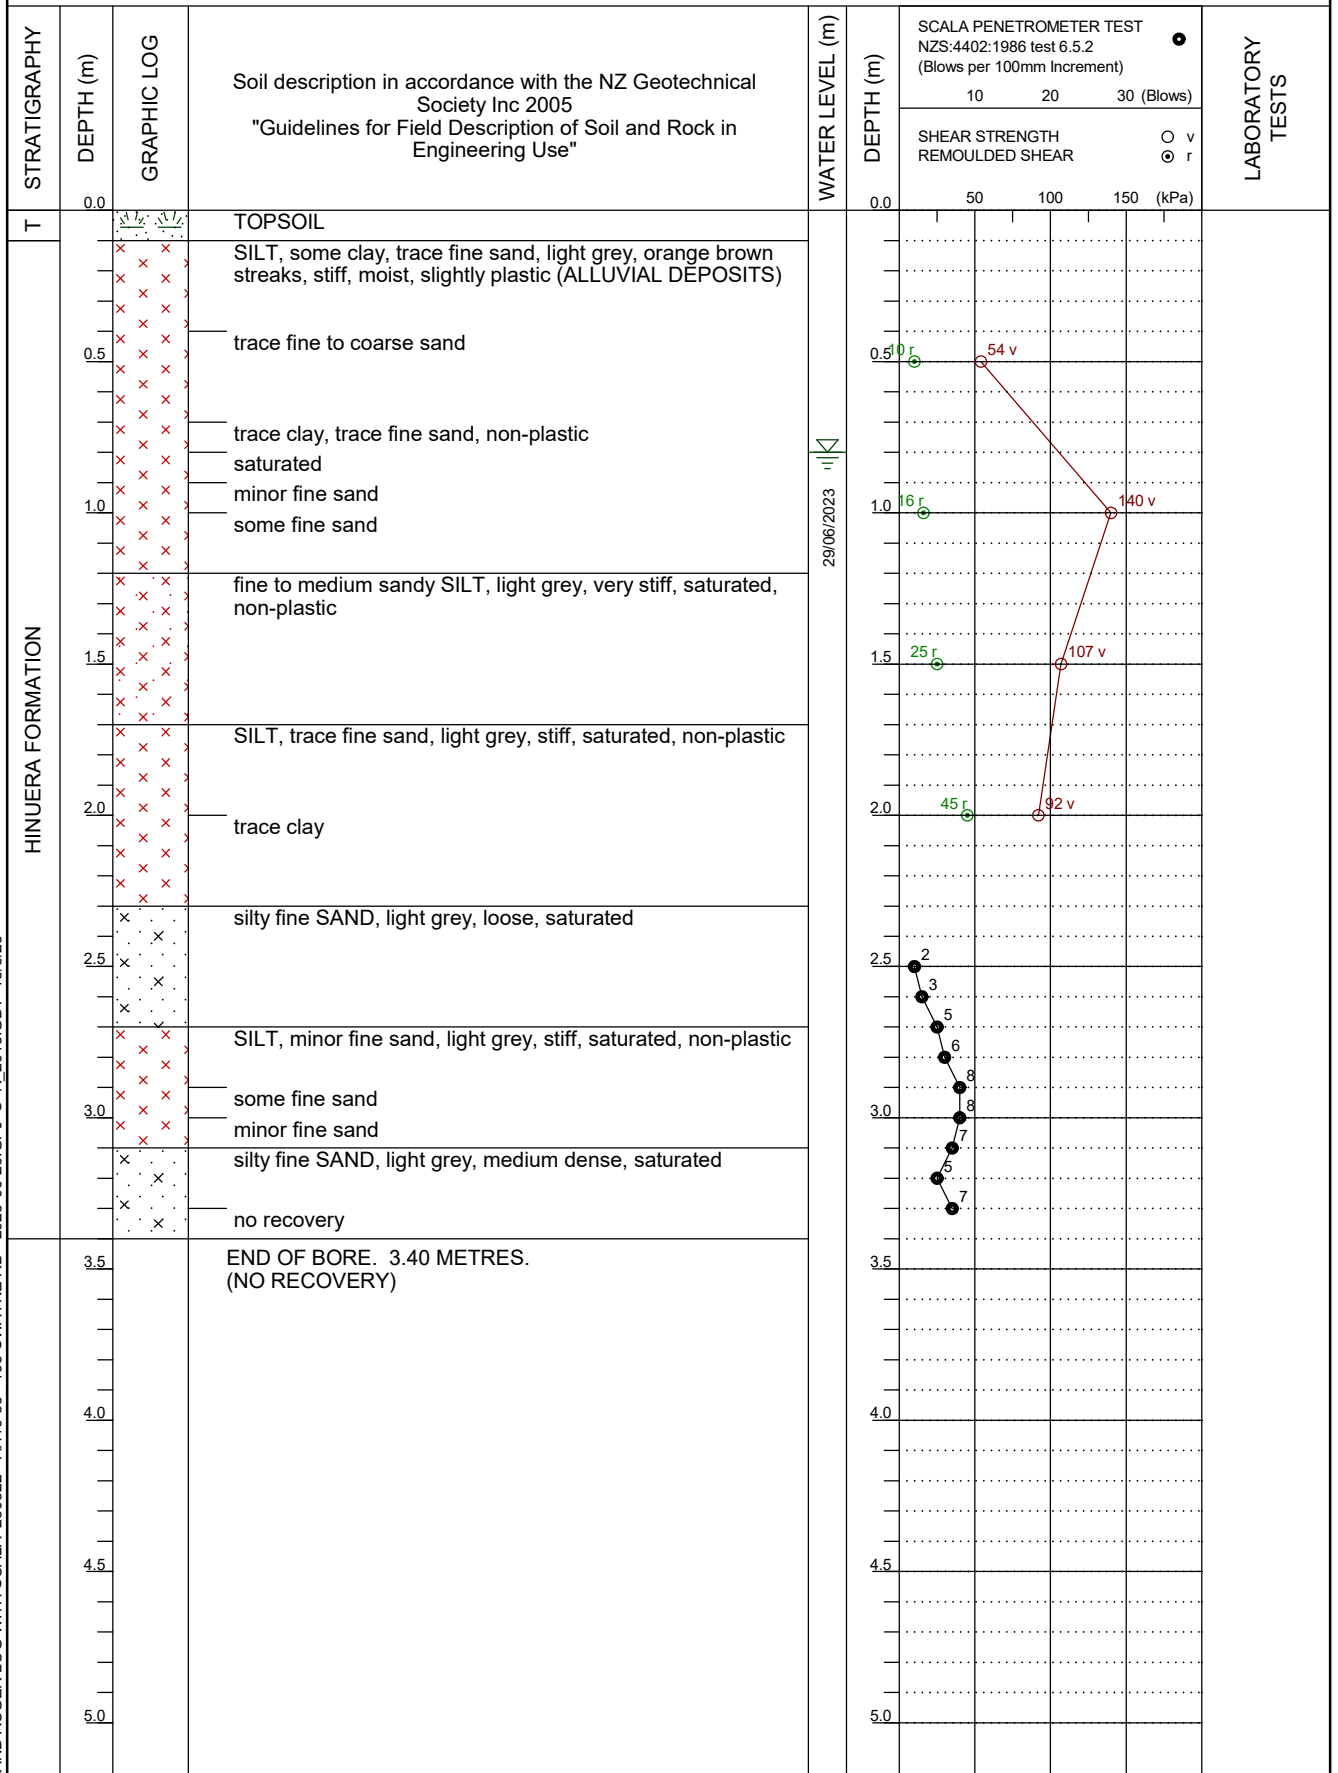 STRATIGRAPHY
DEPTH (m)
GRAPHIC LOG
Soil description in accordance with the NZ Geotechnical
Society Inc 2005
"Guidelines for Field Description of Soil and Rock in
Engineering Use"
WATER LEVEL (m)
DEPTH (m)
SCALA PENETROMETER TEST
NZS:4402:1986 test 6.5.2
(Blows per 100mm Increment)
10 20 30 (Blows)
SHEAR STRENGTH v
REMOULDED SHEAR r
50 100 150 (kPa)
LABORATORY
TESTS
0.0 0.0
T
TOPSOIL
SILT, some clay, trace fine sand, light grey, orange brown
streaks, stiff, moist, slightly plastic (ALLUVIAL DEPOSITS)
trace fine to coarse sand
0.5 0.5 10 r 54 v
trace clay, trace fine sand, non-plastic
saturated
minor fine sand
1.0 1.0 16 r 140 v
some fine sand
29/06/2023
fine to medium sandy SILT, light grey, very stiff, saturated,
non-plastic
HINUERA FORMATION
1.5 1.5 25 r 107 v
SILT, trace fine sand, light grey, stiff, saturated, non-plastic
2.0 2.0 45 r 92 v
trace clay
silty fine SAND, light grey, loose, saturated
2.5 2.5 2
3
5
SILT, minor fine sand, light grey, stiff, saturated, non-plastic
6
8
some fine sand
3.0 3.0 8
minor fine sand
7
silty fine SAND, light grey, medium dense, saturated
5
7
no recovery
END OF BORE. 3.40 METRES.
(NO RECOVERY)
3.5 3.5
4.0 4.0
4.5 4.5
5.0 5.0